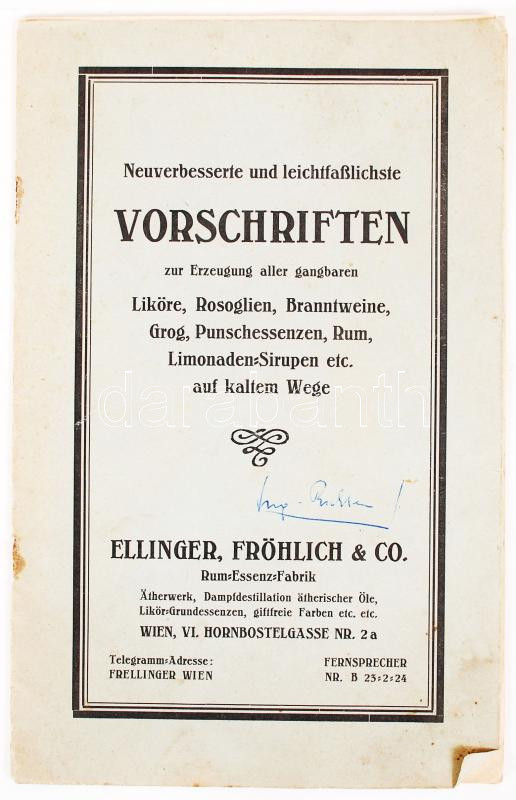 Neuverbesserte und leichtfaßlichste
VORSCHRIFTEN
zur Erzeugung aller gangbaren
Liköre, Rosoglien, Branntweine,
Grog, Punschessenzen, Rum,
Limonaden=Sirupen etc.
auf kaltem Wege
darabanth
ELLINGER, FRÖHLICH & CO.
Rum=Essenz=Fabrik
Ätherwerk, Dampfdestillation ätherischer Öle,
Likör=Grundessenzen, giftfreie Farben etc. etc.
WIEN, VI. HORNBOSTELGASSE NR. 2a
Telegramm=Adresse: FERNSPRECHER
FRELLINGER WIEN NR. B 23=2=24